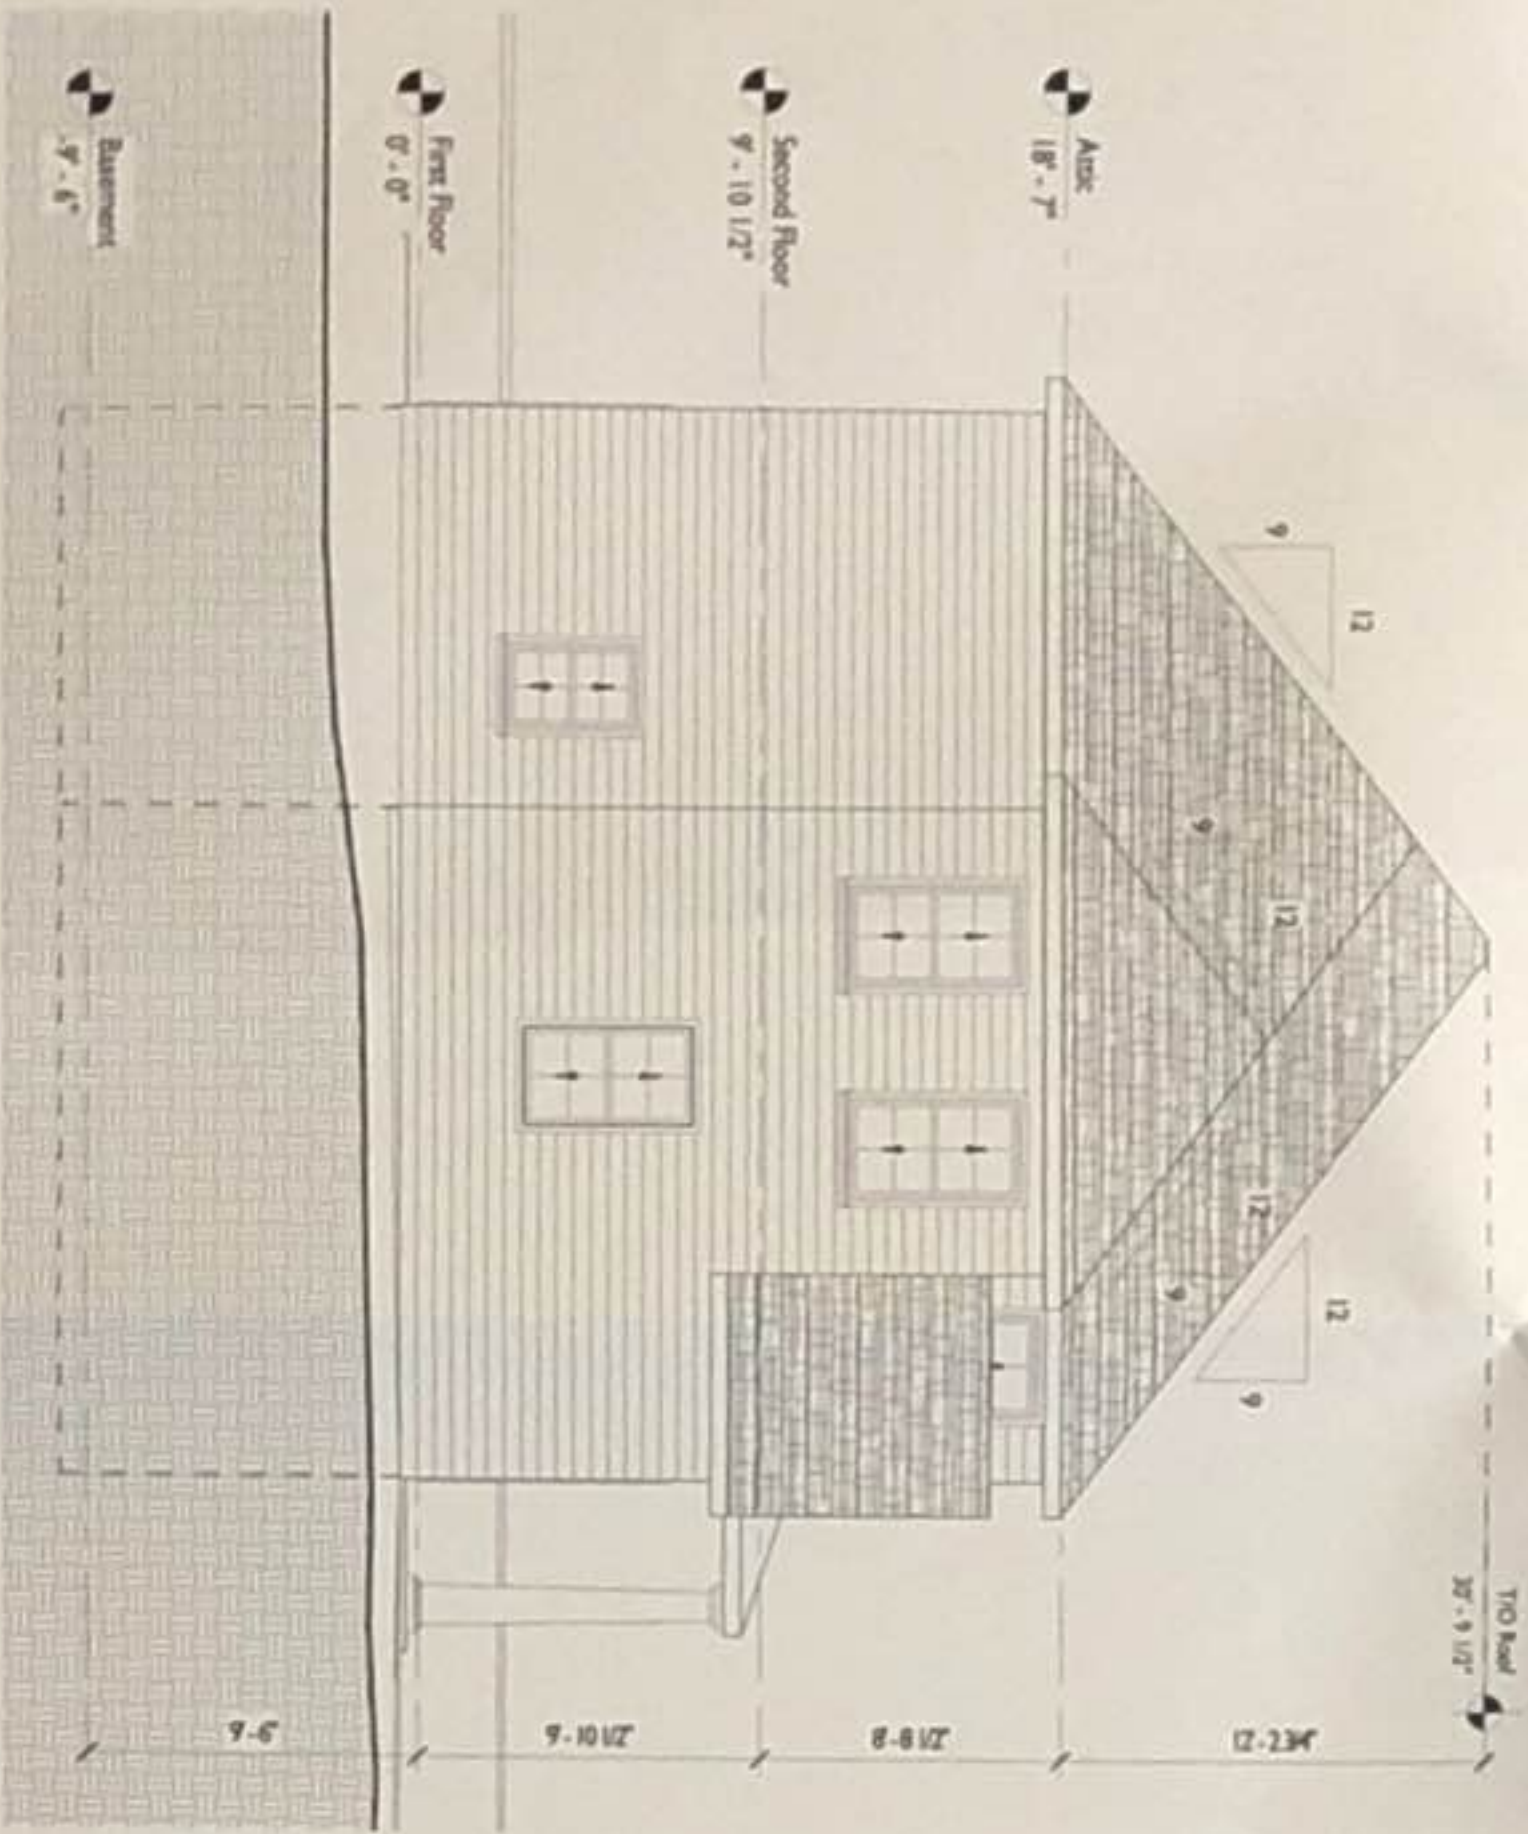 T/O Roof
30' - 9 1/2"
Attic
18' - 7"
Second Floor
9' - 10 1/2"
First Floor
0' - 0"
Basement
-9' - 6"
12
9
12
9
9
12
12
9
12-2 3/4"
8-8 1/2"
9-10 1/2"
9-6"